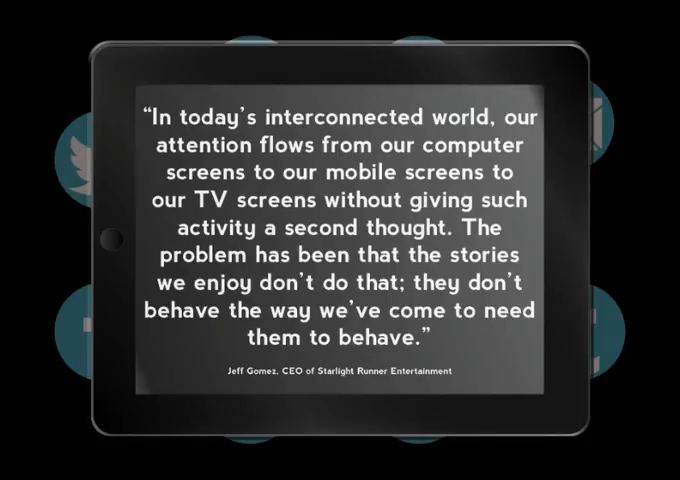 “In today’s interconnected world, our
attention flows from our computer
screens to our mobile screens to
our TV screens without giving such
activity a second thought. The
problem has been that the stories
we enjoy don’t do that; they don’t
behave the way we’ve come to need
them to behave.”
Jeff Gomez, CEO of Starlight Runner Entertainment